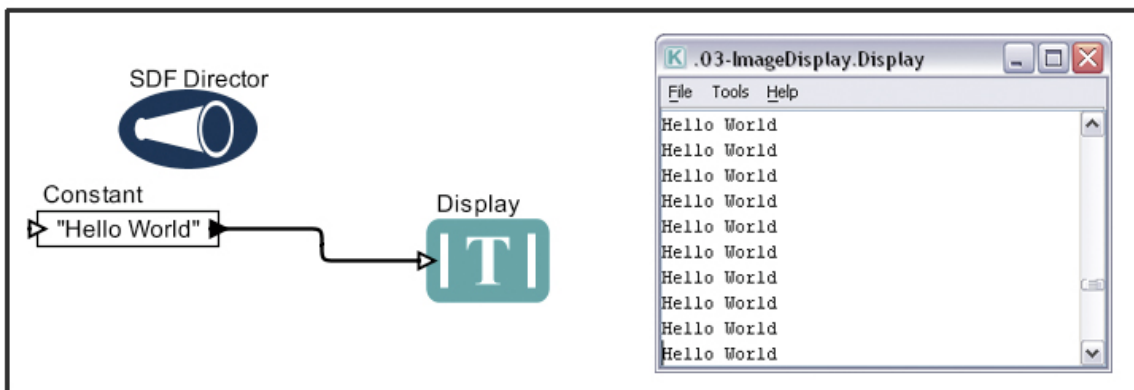 SDF Director
Constant
"Hello World"
Display
T
K .03-ImageDisplay.Display
File Tools Help
Hello World
Hello World
Hello World
Hello World
Hello World
Hello World
Hello World
Hello World
Hello World
Hello World